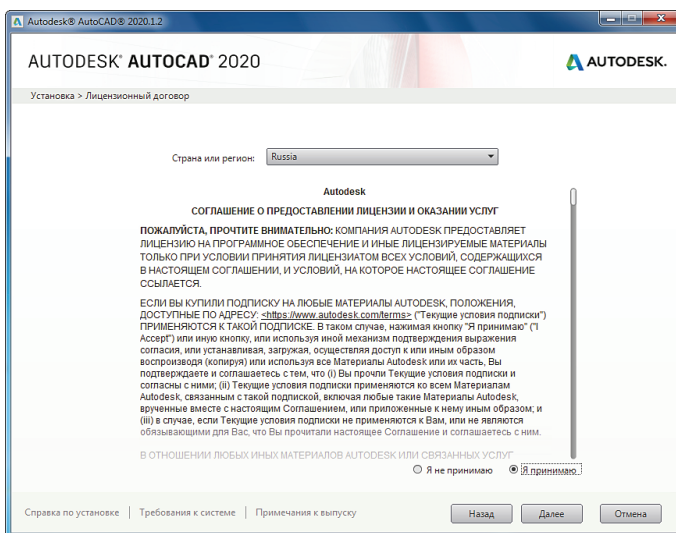 Autodesk® AutoCAD® 2020.1.2
AUTODESK® AUTOCAD® 2020
AUTODESK.
Установка > Лицензионный договор
Страна или регион: Russia
Autodesk
СОГЛАШЕНИЕ О ПРЕДОСТАВЛЕНИИ ЛИЦЕНЗИИ И ОКАЗАНИИ УСЛУГ
ПОЖАЛУЙСТА, ПРОЧТИТЕ ВНИМАТЕЛЬНО: КОМПАНИЯ AUTODESK ПРЕДОСТАВЛЯЕТ
ЛИЦЕНЗИЮ НА ПРОГРАММНОЕ ОБЕСПЕЧЕНИЕ И ИНЫЕ ЛИЦЕНЗИРУЕМЫЕ МАТЕРИАЛЫ
ТОЛЬКО ПРИ УСЛОВИИ ПРИНЯТИЯ ЛИЦЕНЗИАТОМ ВСЕХ УСЛОВИЙ, СОДЕРЖАЩИХСЯ
В НАСТОЯЩЕМ СОГЛАШЕНИИ, И УСЛОВИЙ, НА КОТОРОЕ НАСТОЯЩЕЕ СОГЛАШЕНИЕ
ССЫЛАЕТСЯ.
ЕСЛИ ВЫ КУПИЛИ ПОДПИСКУ НА ЛЮБЫЕ МАТЕРИАЛЫ AUTODESK, ПОЛОЖЕНИЯ,
ДОСТУПНЫЕ ПО АДРЕСУ: <https://www.autodesk.com/terms> ("Текущие условия подписки")
ПРИМЕНЯЮТСЯ К ТАКОЙ ПОДПИСКЕ. В таком случае, нажимая кнопку "Я принимаю" ("I
Accept") или иную кнопку, или используя иной механизм подтверждения выражения
согласия, или устанавливая, загружая, осуществляя доступ к или иным образом
воспроизводя (копируя) или используя все Материалы Autodesk или их часть, Вы
подтверждаете и соглашаетесь с тем, что (i) Вы прочли Текущие условия подписки и
согласны с ними; (ii) Текущие условия подписки применяются ко всем Материалам
Autodesk, связанным с такой подпиской, включая любые такие Материалы Autodesk,
врученные вместе с настоящим Соглашением, или приложенные к нему иным образом; и
(iii) в случае, если Текущие условия подписки не применяются к Вам, или не являются
обязывающими для Вас, что Вы прочитали настоящее Соглашение и соглашаетесь с ним.
В ОТНОШЕНИИ ЛЮБЫХ ИНЫХ МАТЕРИАЛОВ AUTODESK ИЛИ СВЯЗАННЫХ УСЛУГ
Я не принимаю Я принимаю
Справка по установке | Требования к системе | Примечания к выпуску Назад Далее Отмена